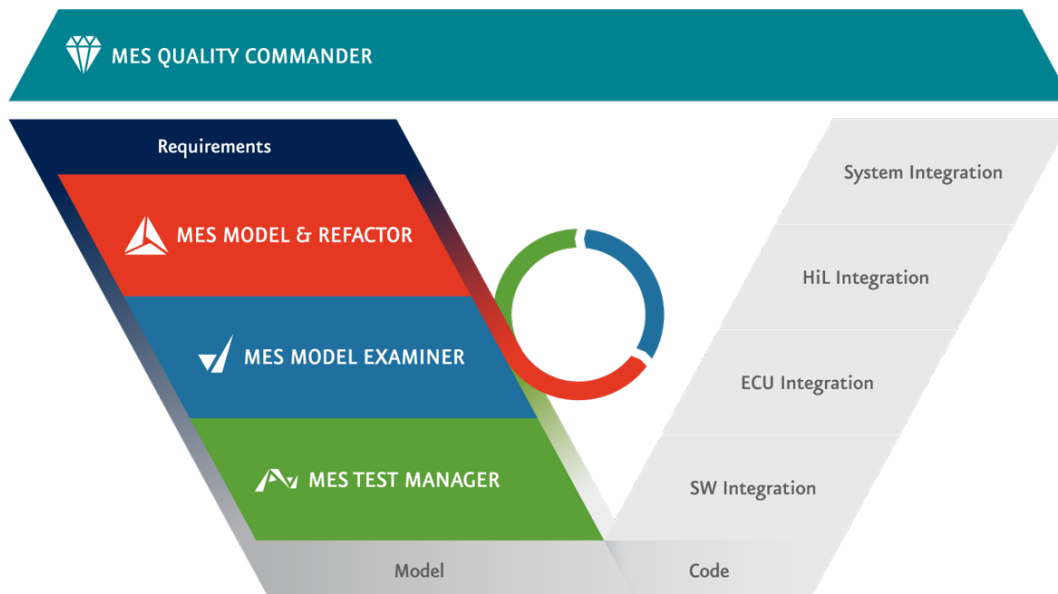 MES QUALITY COMMANDER
Requirements
MES MODEL & REFACTOR
MES MODEL EXAMINER
MES TEST MANAGER
Model
Code
System Integration
HiL Integration
ECU Integration
SW Integration